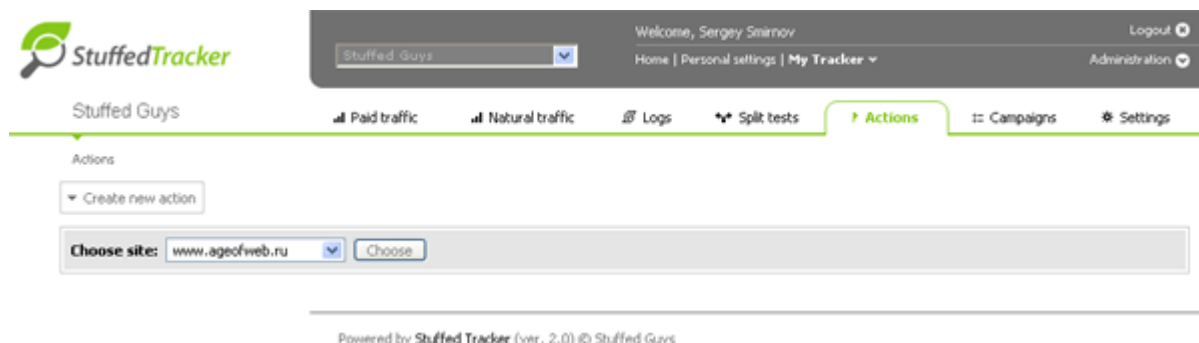 StuffedTracker
Stuffed Guys
Welcome, Sergey Smirnov
Logout
Home | Personal settings | My Tracker
Administration
Stuffed Guys
Paid traffic
Natural traffic
Logs
Split tests
Actions
Campaigns
Settings
Actions
Create new action
Choose site: www.ageofweb.ru Choose
Powered by Stuffed Tracker (ver. 2.0) © Stuffed Guys